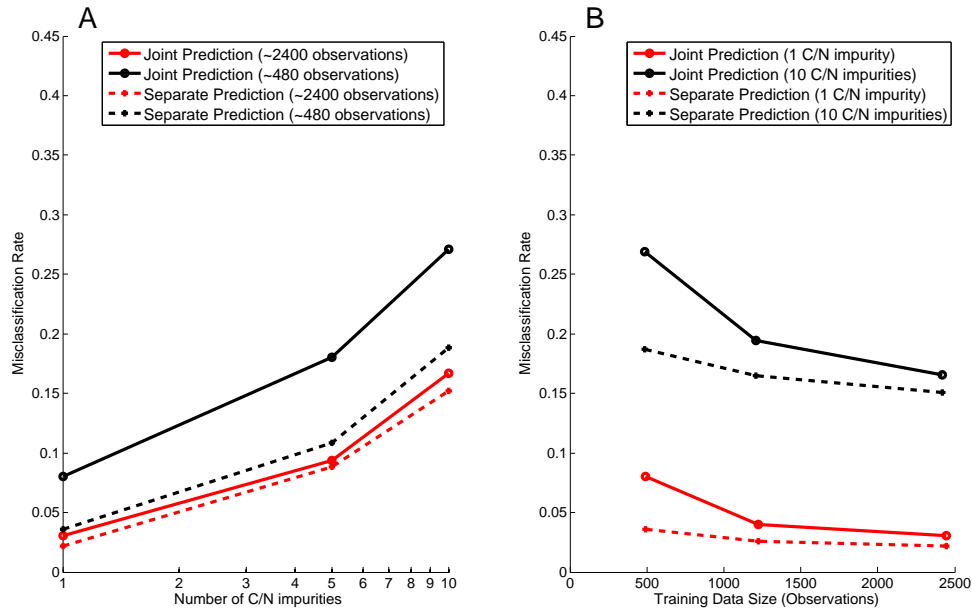 A
Joint Prediction (~2400 observations)
Joint Prediction (~480 observations)
Separate Prediction (~2400 observations)
Separate Prediction (~480 observations)
0.45
0.4
0.35
0.3
0.25
0.2
0.15
0.1
0.05
0
Misclassification Rate
1
2
3
4
5
6
7
8
9
10
Number of C/N impurities
B
Joint Prediction (1 C/N impurity)
Joint Prediction (10 C/N impurities)
Separate Prediction (1 C/N impurity)
Separate Prediction (10 C/N impurities)
0.45
0.4
0.35
0.3
0.25
0.2
0.15
0.1
0.05
0
Misclassification Rate
0
500
1000
1500
2000
2500
Training Data Size (Observations)